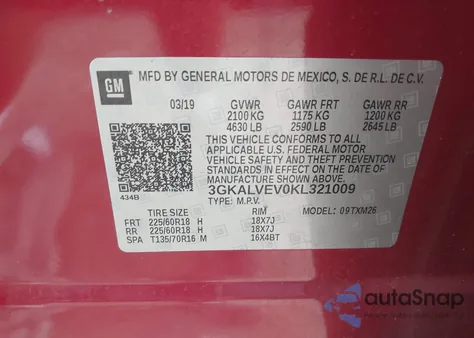 GM
MFD BY GENERAL MOTORS DE MEXICO, S. DE R.L. DE C.V.
03/19 GVWR GAWR FRT GAWR RR
2100 KG 1175 KG 1200 KG
4630 LB 2590 LB 2645 LB
THIS VEHICLE CONFORMS TO ALL
APPLICABLE U.S. FEDERAL MOTOR
VEHICLE SAFETY AND THEFT PREVENTION
STANDARDS IN EFFECT ON THE DATE OF
MANUFACTURE SHOWN ABOVE.
3GKALVEV0KL321009
434B TYPE: M.P.V.
TIRE SIZE RIM MODEL: 09TXM26
FRT 225/60R18 H 18X7J
RR 225/60R18 H 18X7J
SPA T135/70R16 M 16X4BT
autoSnap